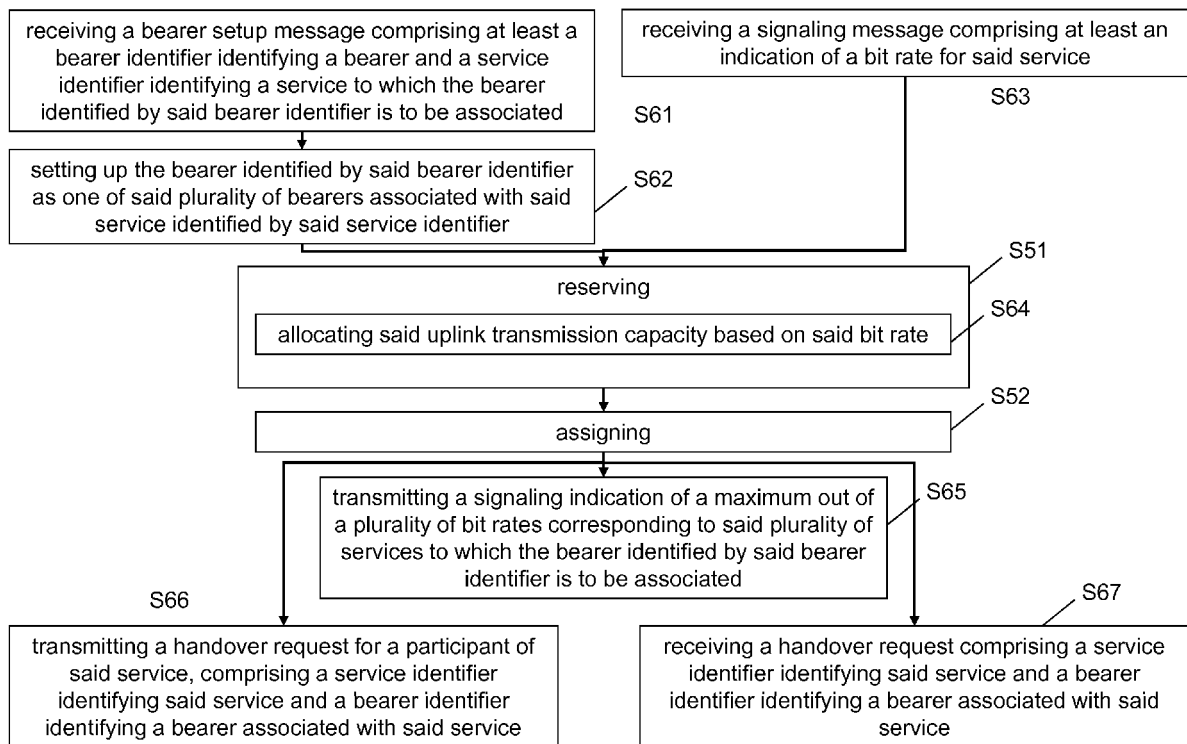 receiving a bearer setup message comprising at least a
bearer identifier identifying a bearer and a service
identifier identifying a service to which the bearer
identified by said bearer identifier is to be associated
S61
receiving a signaling message comprising at least an
indication of a bit rate for said service
S63
setting up the bearer identified by said bearer identifier
as one of said plurality of bearers associated with said
service identified by said service identifier
S62
S51
reserving
S64
allocating said uplink transmission capacity based on said bit rate
S52
assigning
S65
transmitting a signaling indication of a maximum out of
a plurality of bit rates corresponding to said plurality of
services to which the bearer identified by said bearer
identifier is to be associated
S66
transmitting a handover request for a participant of
said service, comprising a service identifier
identifying said service and a bearer identifier
identifying a bearer associated with said service
S67
receiving a handover request comprising a service
identifier identifying said service and a bearer
identifier identifying a bearer associated with said
service